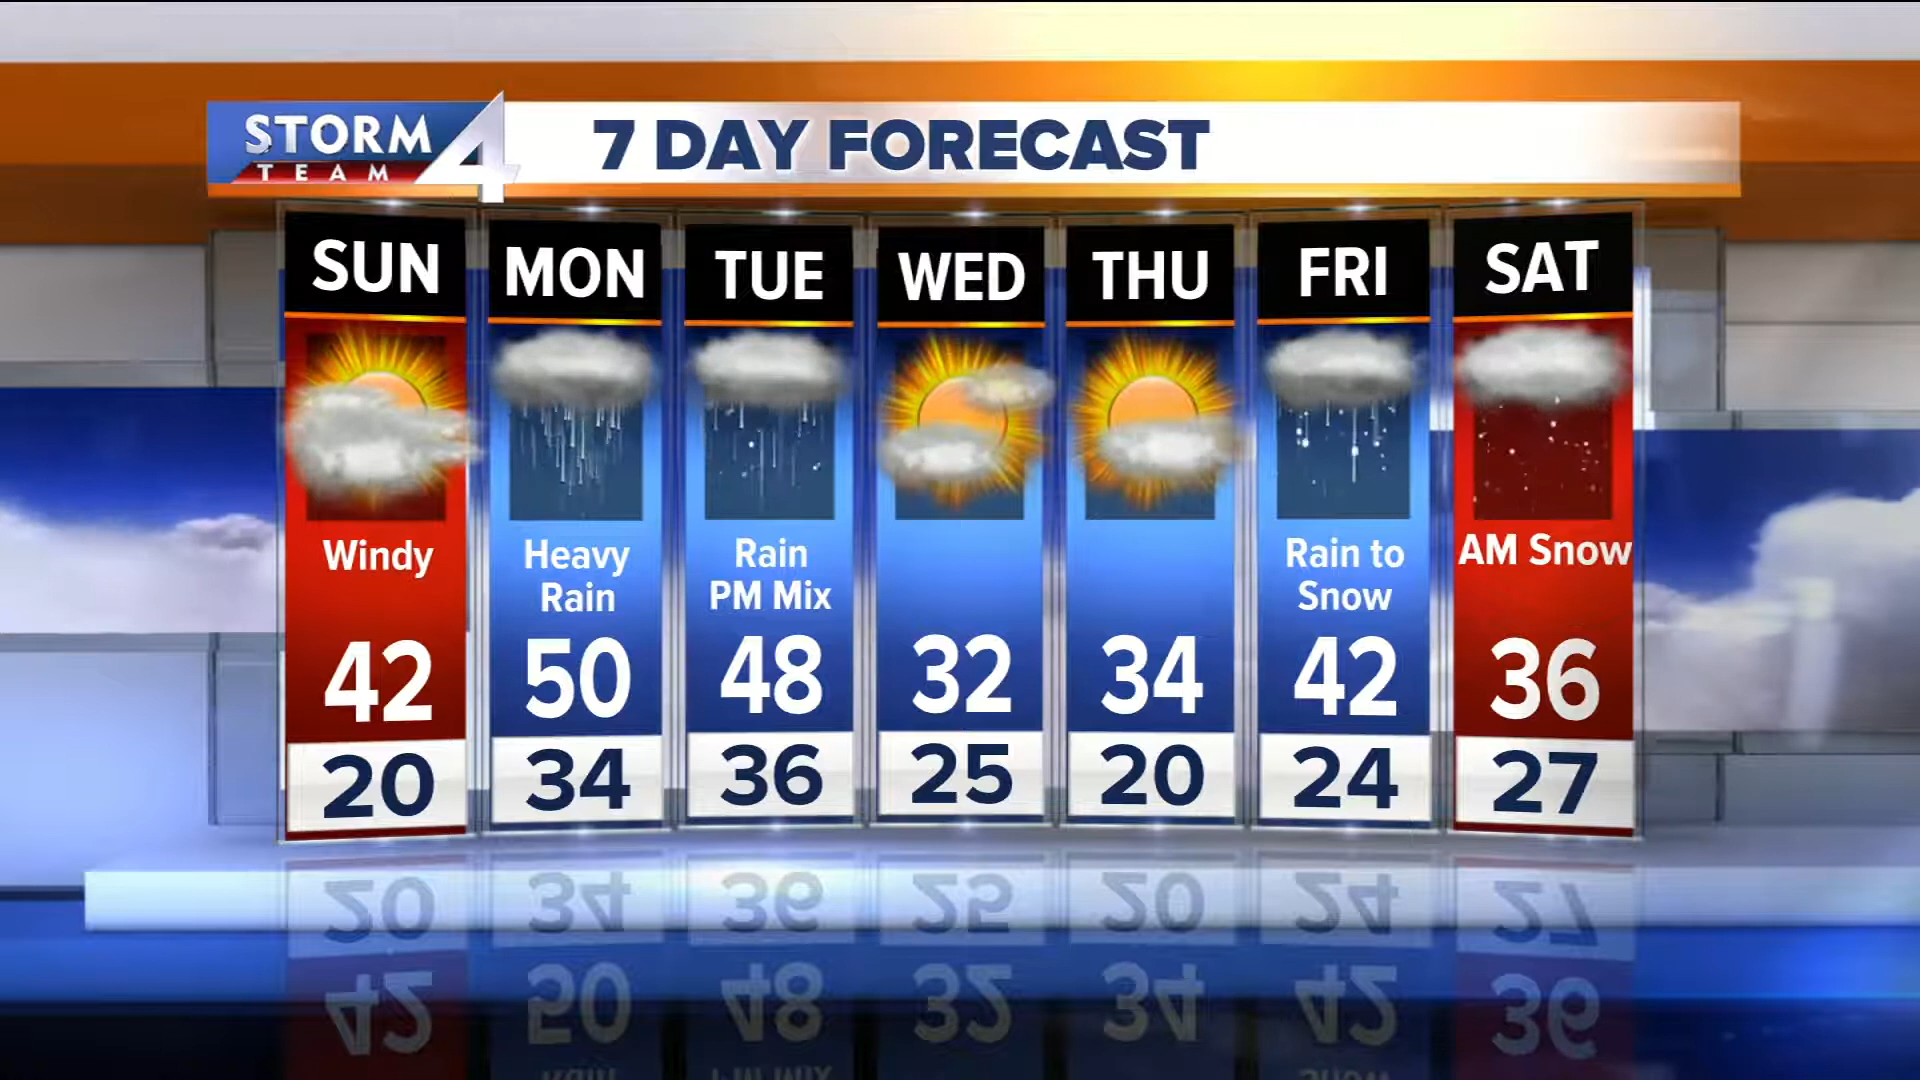 STORM
TEAM
4
7 DAY FORECAST
SUN
MON
TUE
WED
THU
FRI
SAT
Windy
Heavy
Rain
Rain
PM Mix
Rain to
Snow
AM Snow
42
50
48
32
34
42
36
20
34
36
25
20
24
27